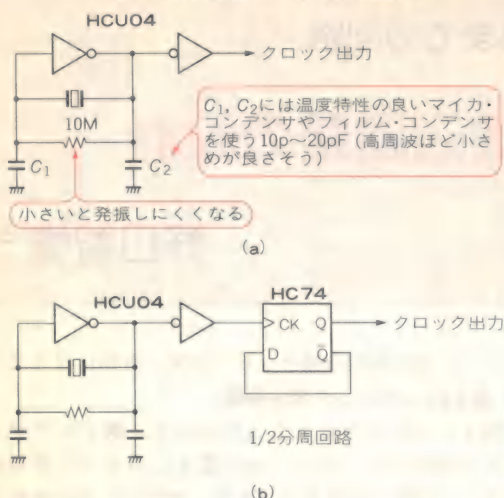 HCU04
クロック出力
10M
C1
C2
C1, C2には温度特性の良いマイカ・
コンデンサやフィルム・コンデンサ
を使う10p～20pF (高周波ほど小さ
めが良さそう)
小さいと発振しにくくなる
(a)
HCU04
HC74
CK
Q
クロック出力
D
Q̄
1/2分周回路
(b)